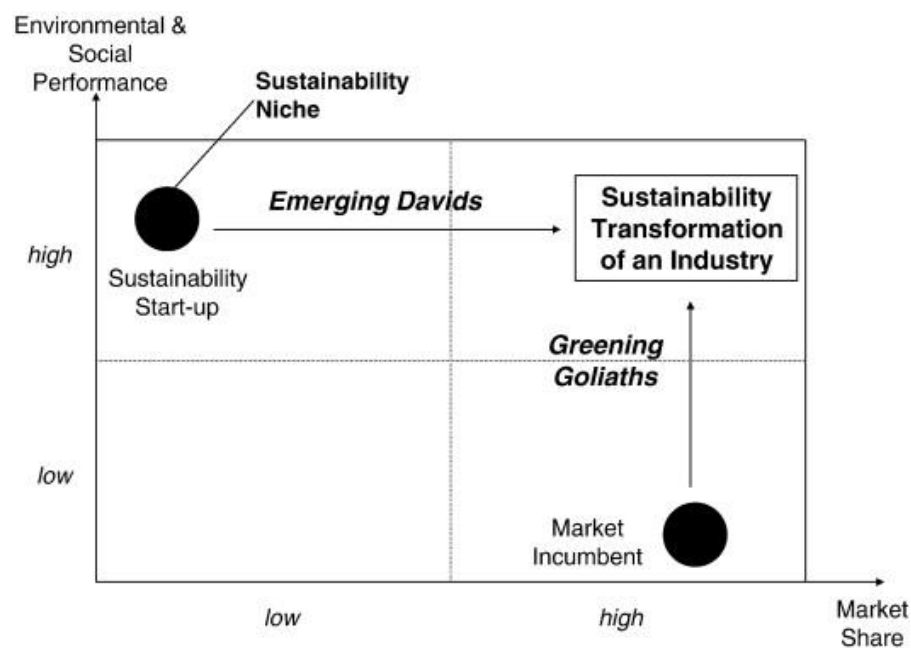 Environmental &
Social
Performance
Sustainability
Niche
Emerging Davids
Sustainability
Transformation
of an Industry
high
Sustainability
Start-up
Greening
Goliaths
low
Market
Incumbent
low
high
Market
Share